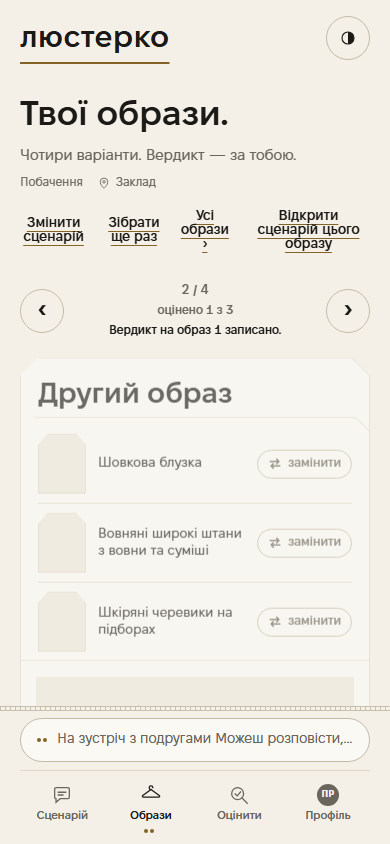 люстерко
Твої образи.
Чотири варіанти. Вердикт — за тобою.
Побачення Заклад
Змінити
сценарій
Зібрати
ще раз
Усі
образи
›
Відкрити
сценарій цього
образу
‹
2 / 4
оцінено 1 з 3
Вердикт на образ 1 записано.
›
Другий образ
Шовкова блузка
замінити
Вовняні широкі штани
з вовни та суміші
замінити
Шкіряні черевики на
підборах
замінити
На зустріч з подругами Можеш розповісти,...
Сценарій
Образи
Оцінити
ПР
Профіль